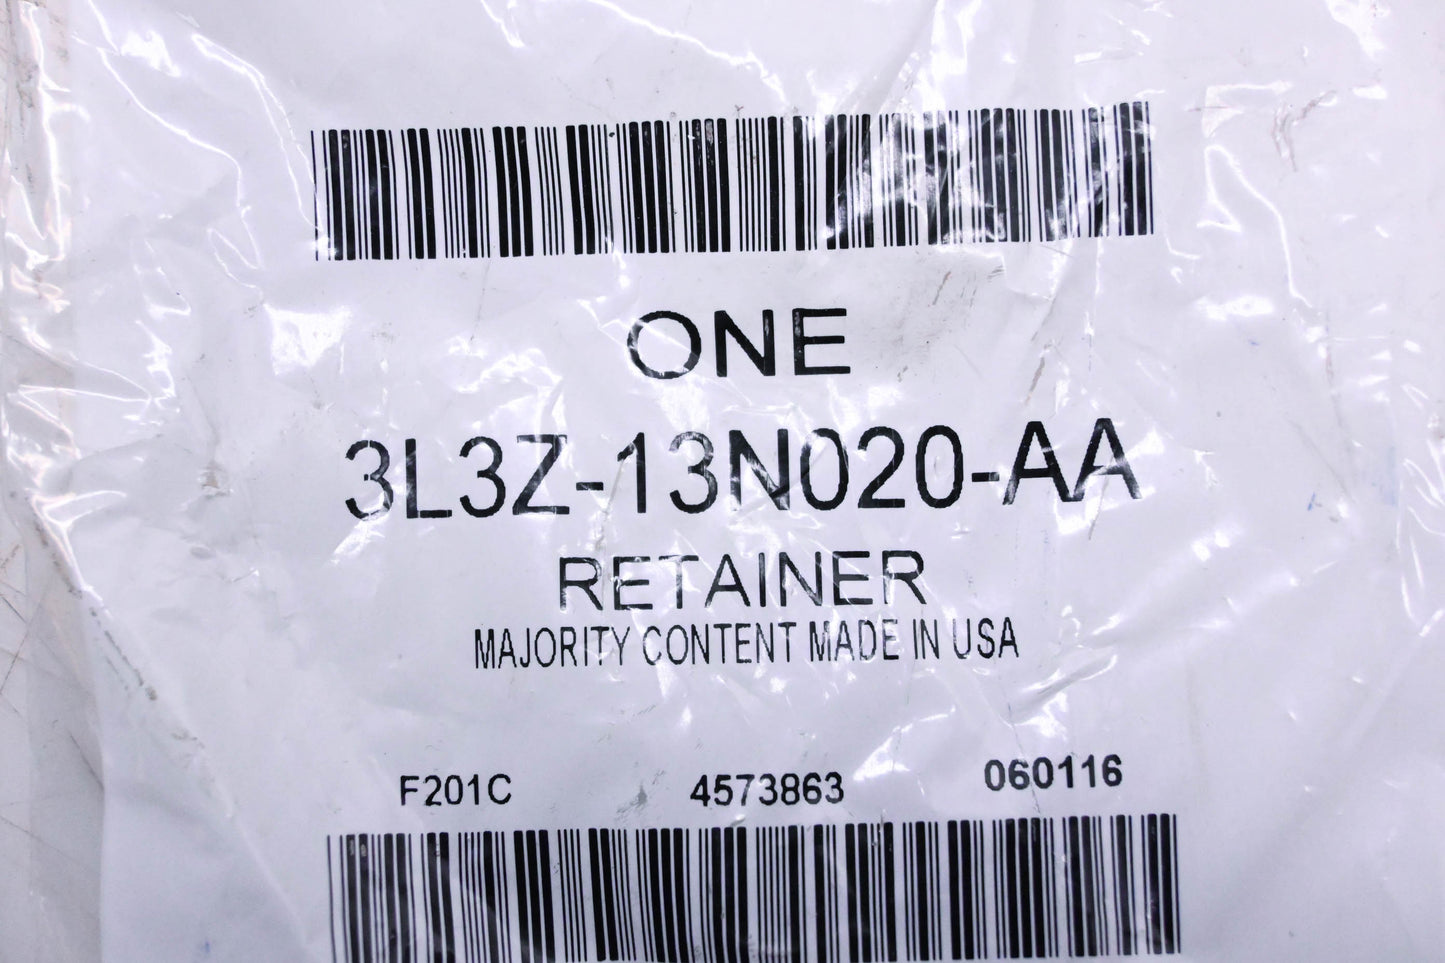 ONE
3L3Z-13N020-AA
RETAINER
MAJORITY CONTENT MADE IN USA
F201C 4573863 060116